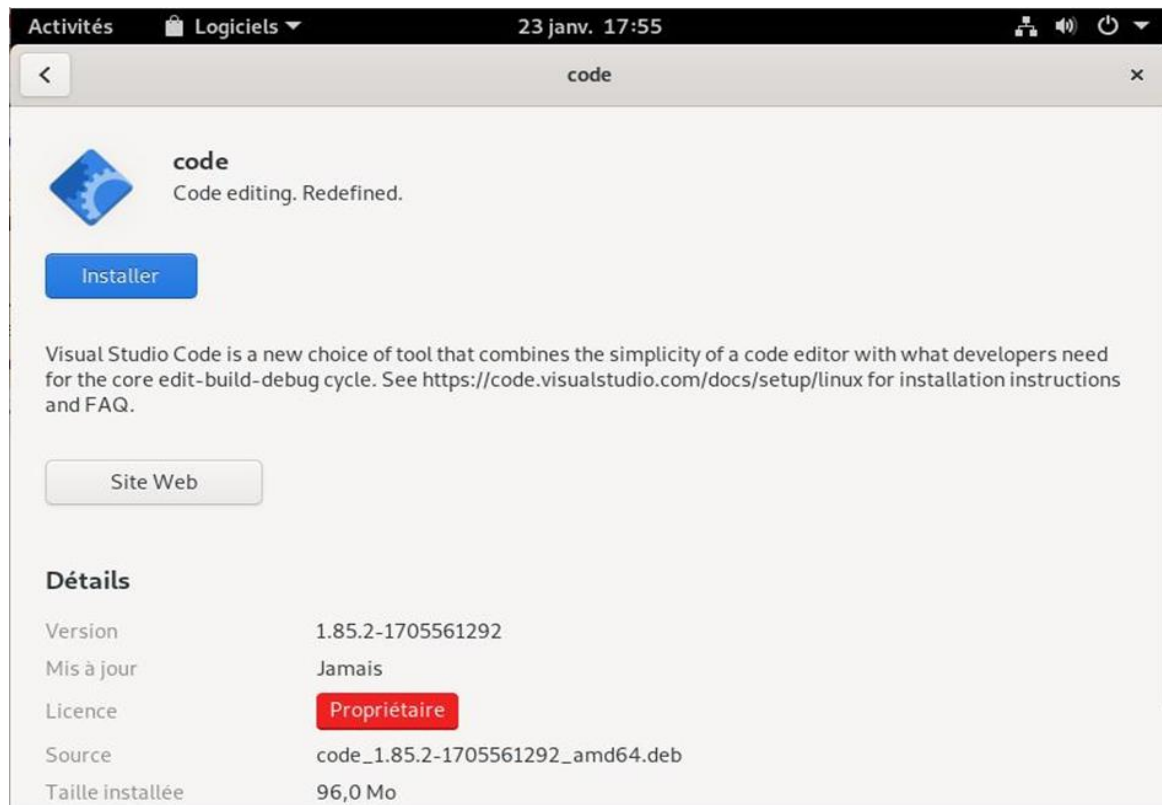 Activités Logiciels 23 janv. 17:55
code
code
Code editing. Redefined.
Installer
Visual Studio Code is a new choice of tool that combines the simplicity of a code editor with what developers need
for the core edit-build-debug cycle. See https://code.visualstudio.com/docs/setup/linux for installation instructions
and FAQ.
Site Web
Détails
Version 1.85.2-1705561292
Mis à jour Jamais
Licence Propriétaire
Source code_1.85.2-1705561292_amd64.deb
Taille installée 96,0 Mo